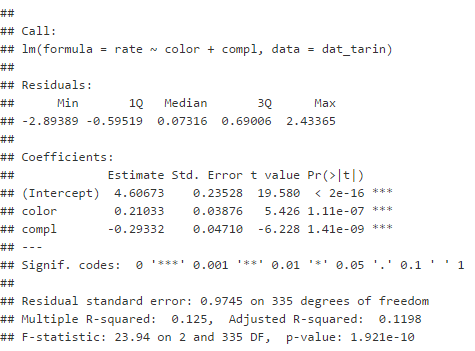 ##
## Call:
## lm(formula = rate ~ color + compl, data = dat_tarin)
##
## Residuals:
##      Min       1Q   Median       3Q      Max
## -2.89389 -0.59519  0.07316  0.69006  2.43365
##
## Coefficients:
##             Estimate Std. Error t value Pr(>|t|)
## (Intercept)  4.60673    0.23528  19.580  < 2e-16 ***
## color        0.21033    0.03876   5.426 1.11e-07 ***
## compl       -0.29332    0.04710  -6.228 1.41e-09 ***
## ---
## Signif. codes:  0 '***' 0.001 '**' 0.01 '*' 0.05 '.' 0.1 ' ' 1
##
## Residual standard error: 0.9745 on 335 degrees of freedom
## Multiple R-squared:  0.125,  Adjusted R-squared:  0.1198
## F-statistic: 23.94 on 2 and 335 DF,  p-value: 1.921e-10